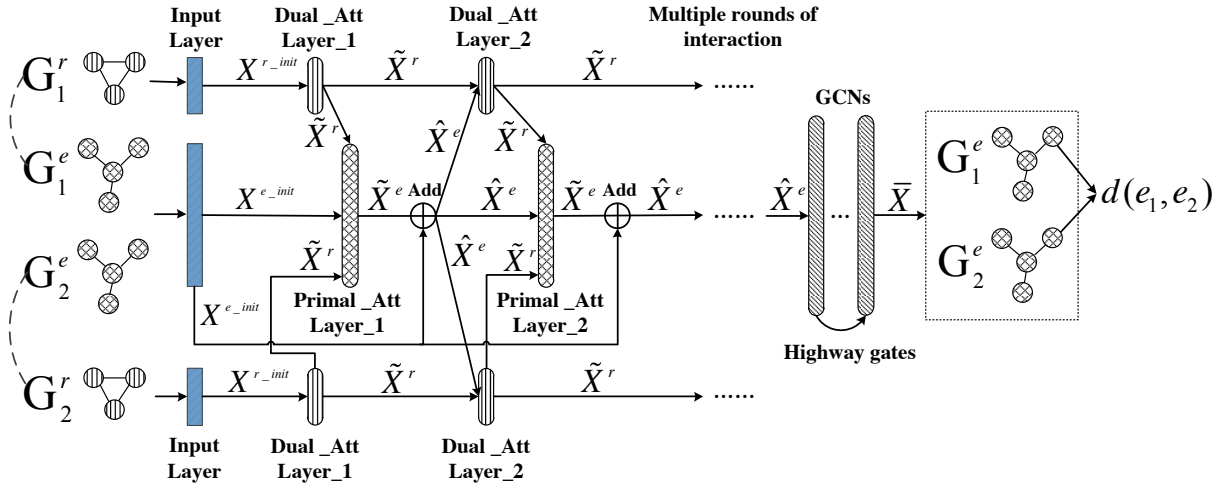 Input
Layer
Dual _Att
Layer_1
Dual _Att
Layer_2
Multiple rounds of
interaction
G₁ʳ
X^{r_init}
X̃ʳ
X̃ʳ
......
GCNs
X̃ʳ
X̂ᵉ
X̃ʳ
G₁ᵉ
X^{e_init}
X̃ᵉ
Add
X̂ᵉ
X̃ᵉ
Add
X̂ᵉ
......
X̂ᵉ
...
X̄
G₁ᵉ
d(e₁,e₂)
G₂ᵉ
X̃ʳ
X̂ᵉ
X̃ʳ
G₂ᵉ
X^{e_init}
Primal _Att
Layer_1
Primal _Att
Layer_2
Highway gates
G₂ʳ
X^{r_init}
X̃ʳ
X̃ʳ
......
Input
Layer
Dual _Att
Layer_1
Dual _Att
Layer_2